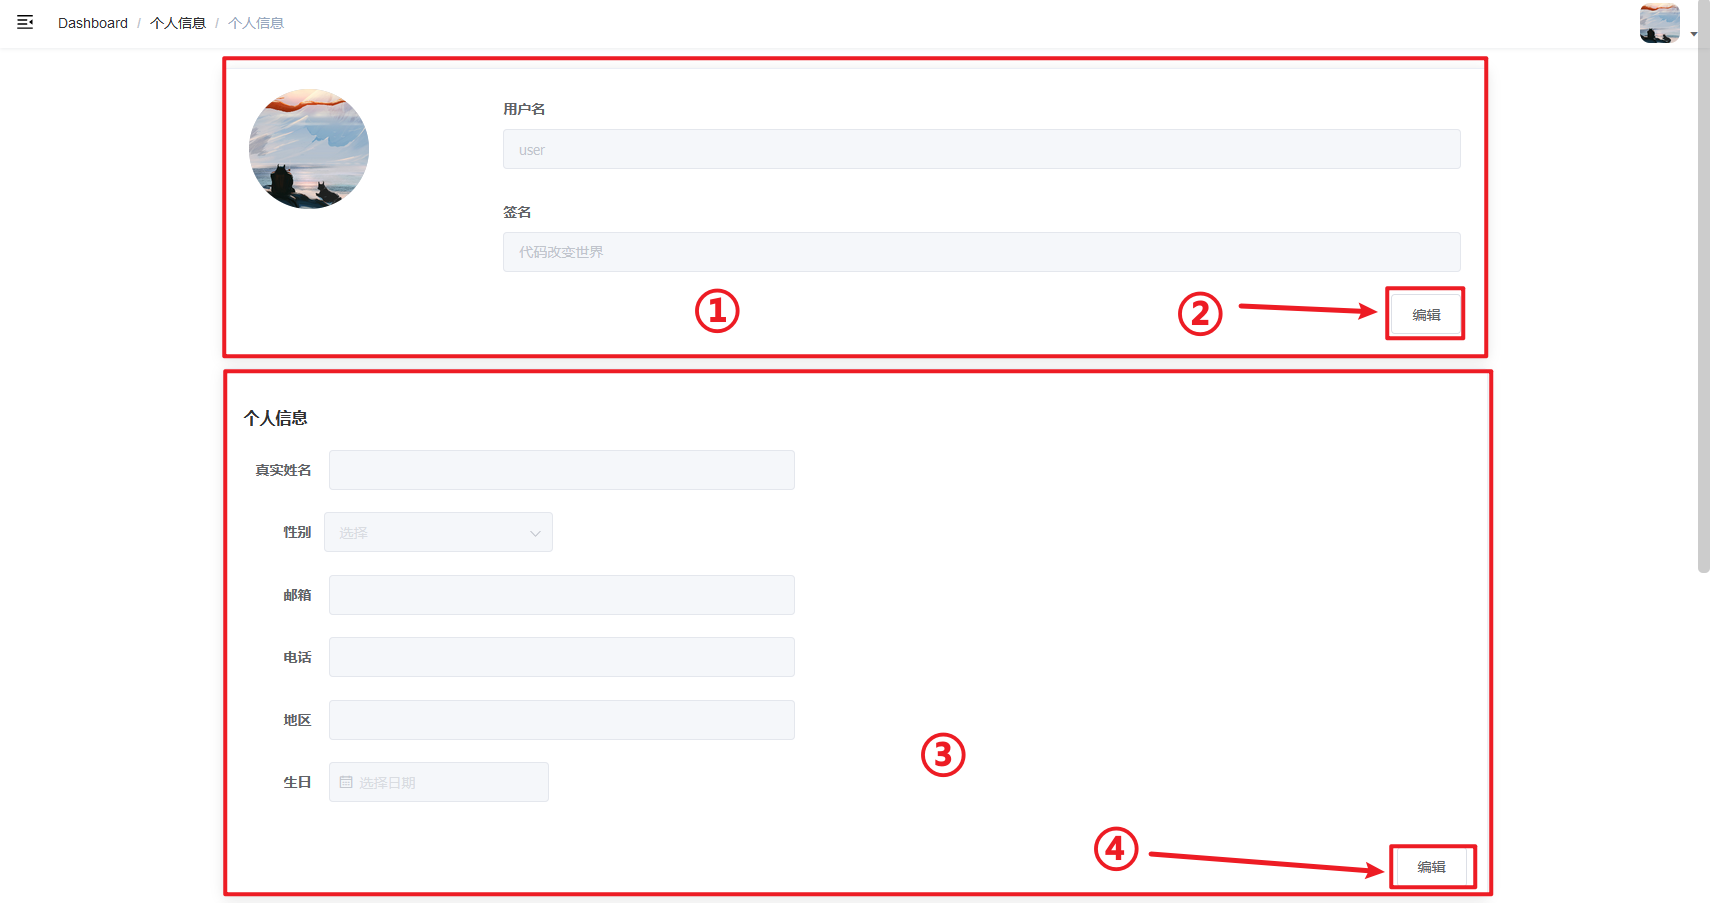 Dashboard / 个人信息 / 个人信息
用户名
user
签名
代码改变世界
① ② 编辑
个人信息
真实姓名
性别 选择
邮箱
电话
地区
③
生日 选择日期
④ 编辑